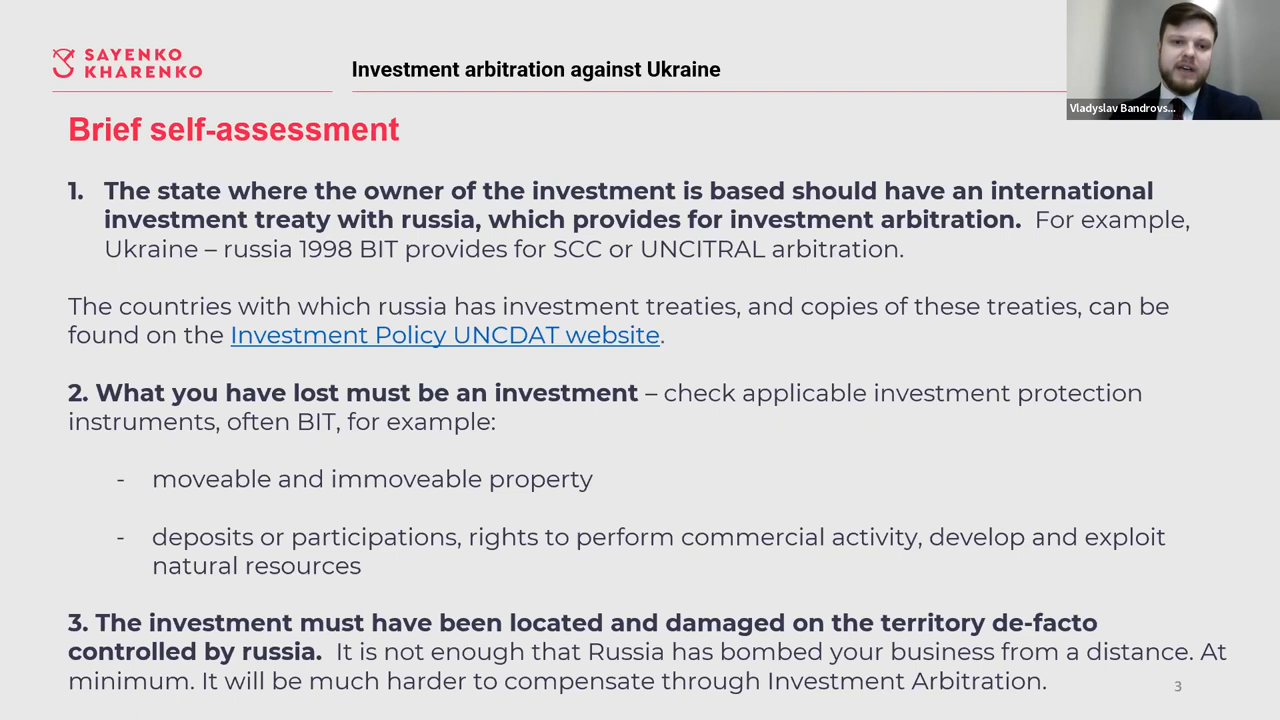 SAYENKO
KHARENKO
Investment arbitration against Ukraine
Vladyslav Bandrovs...
Brief self-assessment
1. The state where the owner of the investment is based should have an international
investment treaty with russia, which provides for investment arbitration. For example,
Ukraine – russia 1998 BIT provides for SCC or UNCITRAL arbitration.
The countries with which russia has investment treaties, and copies of these treaties, can be
found on the Investment Policy UNCDAT website.
2. What you have lost must be an investment – check applicable investment protection
instruments, often BIT, for example:
- moveable and immoveable property
- deposits or participations, rights to perform commercial activity, develop and exploit
natural resources
3. The investment must have been located and damaged on the territory de-facto
controlled by russia. It is not enough that Russia has bombed your business from a distance. At
minimum. It will be much harder to compensate through Investment Arbitration.
3